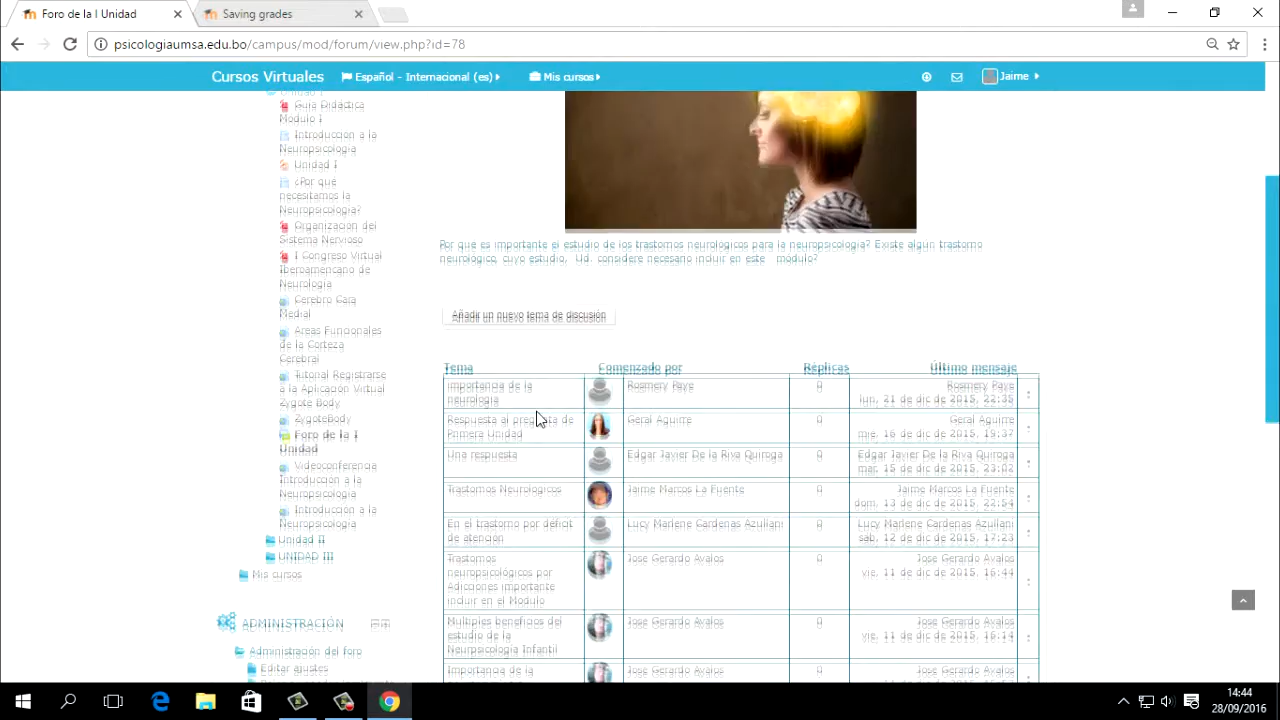 Foro de la I Unidad
Saving grades
psicologiaumsa.edu.bo/campus/mod/forum/view.php?id=78
Cursos Virtuales
Español - Internacional (es)
Mis cursos
Jaime
Unidad I
Guia Didáctica
Modulo I
Introduccion a la
Neuropsicologia
Unidad I
¿Por qué
necesitamos la
Neuropsicologia?
Organizacion del
Sistema Nervioso
I Congreso Virtual
Iberoamericano de
Neurologia
Cerebro Cara
Medial
Areas Funcionales
de la Corteza
Cerebral
Tutorial Registrarse
a la Aplicación Virtual
Zygote Body
ZygoteBody
Foro de la I
Unidad
Videoconferencia
Introducción a la
Neuropsicologia
Introducción a la
Neuropsicologia
Unidad II
UNIDAD III
Mis cursos
ADMINISTRACIÓN
Administración del foro
Editar ajustes
Por que es importante el estudio de los trastornos neurologicos para la neuropsicologia? Existe algun trastorno
neurologico, cuyo estudio, Ud. considere necesario incluir en este módulo?
Añadir un nuevo tema de discusión
Tema Comenzado por Réplicas Último mensaje
Importancia de la
neurologia
Rosmery Paye 0 Rosmery Paye
lun, 21 de dic de 2015, 22:35
Respuesta al pregunta de
Primera Unidad
Geral Aguirre 0 Geral Aguirre
mié, 16 de dic de 2015, 19:37
Una respuesta Edgar Javier De la Riva Quiroga 0 Edgar Javier De la Riva Quiroga
mar, 15 de dic de 2015, 23:02
Trastornos Neurologicos Jaime Marcos La Fuente 0 Jaime Marcos La Fuente
dom, 13 de dic de 2015, 22:54
En el trastorno por déficit
de atención
Lucy Marlene Cardenas Azullani 0 Lucy Marlene Cardenas Azullani
sáb, 12 de dic de 2015, 17:23
Trastornos
neuropsicológicos por
Adicciones importante
incluir en el Modulo
Jose Gerardo Avalos 0 Jose Gerardo Avalos
vie, 11 de dic de 2015, 16:44
Multiples beneficios del
estudio de la
Neurpsicologia Infantil
Jose Gerardo Avalos 0 Jose Gerardo Avalos
vie, 11 de dic de 2015, 16:14
Importancia de la Jose Gerardo Avalos 0 Jose Gerardo Avalos
14:44
28/09/2016